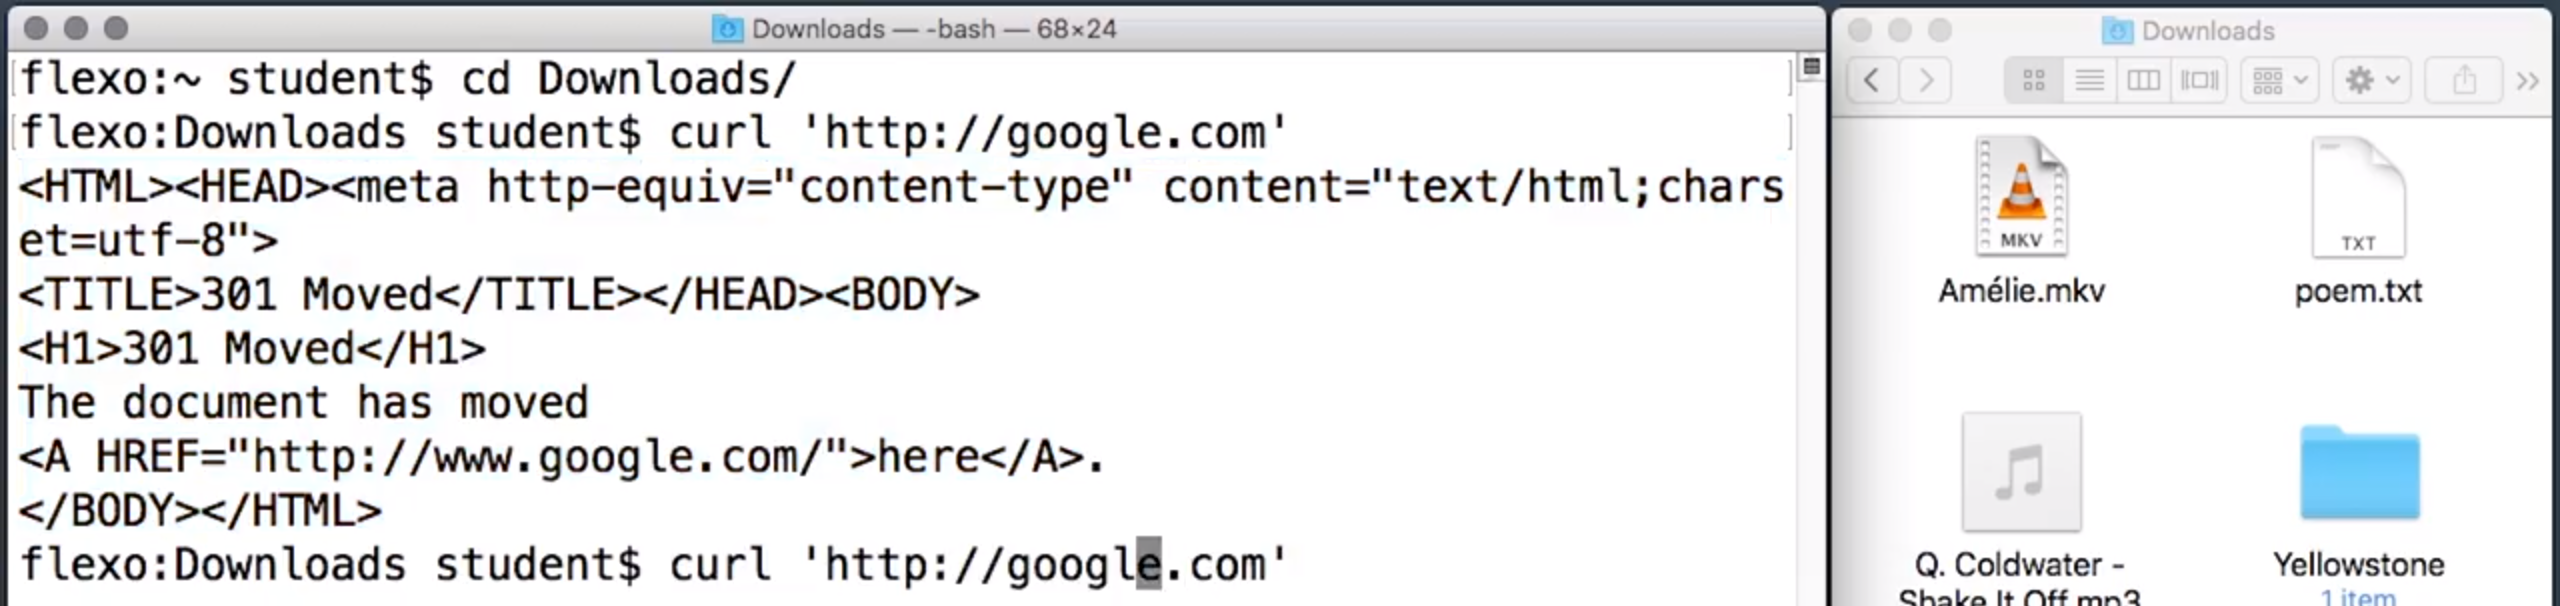 Downloads — -bash — 68×24
flexo:~ student$ cd Downloads/
flexo:Downloads student$ curl 'http://google.com'
<HTML><HEAD><meta http-equiv="content-type" content="text/html;chars
et=utf-8">
<TITLE>301 Moved</TITLE></HEAD><BODY>
<H1>301 Moved</H1>
The document has moved
<A HREF="http://www.google.com/">here</A>.
</BODY></HTML>
flexo:Downloads student$ curl 'http://google.com'
Downloads
MKV
TXT
Amélie.mkv
poem.txt
Q. Coldwater -
Shake It Off.mp3
Yellowstone
1 item